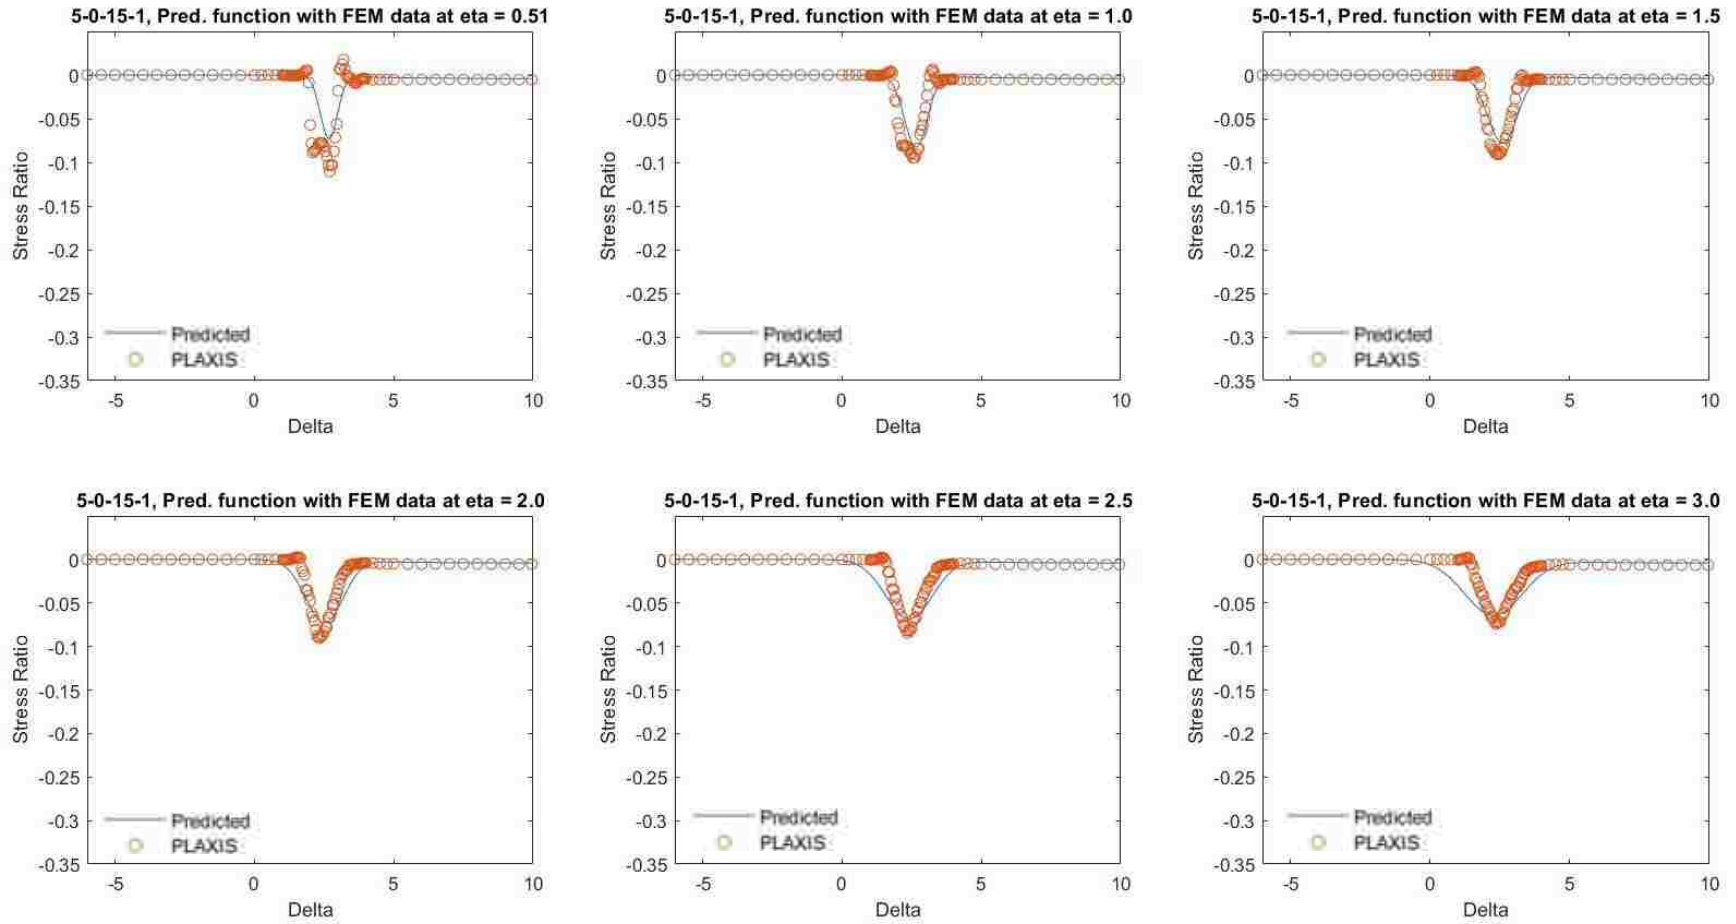 5-0-15-1, Pred. function with FEM data at eta = 0.51
0
-0.05
-0.1
-0.15
-0.2
-0.25
-0.3
-0.35
Stress Ratio
Predicted
PLAXIS
-5
0
5
10
Delta
5-0-15-1, Pred. function with FEM data at eta = 1.0
0
-0.05
-0.1
-0.15
-0.2
-0.25
-0.3
-0.35
Stress Ratio
Predicted
PLAXIS
-5
0
5
10
Delta
5-0-15-1, Pred. function with FEM data at eta = 1.5
0
-0.05
-0.1
-0.15
-0.2
-0.25
-0.3
-0.35
Stress Ratio
Predicted
PLAXIS
-5
0
5
10
Delta
5-0-15-1, Pred. function with FEM data at eta = 2.0
0
-0.05
-0.1
-0.15
-0.2
-0.25
-0.3
-0.35
Stress Ratio
Predicted
PLAXIS
-5
0
5
10
Delta
5-0-15-1, Pred. function with FEM data at eta = 2.5
0
-0.05
-0.1
-0.15
-0.2
-0.25
-0.3
-0.35
Stress Ratio
Predicted
PLAXIS
-5
0
5
10
Delta
5-0-15-1, Pred. function with FEM data at eta = 3.0
0
-0.05
-0.1
-0.15
-0.2
-0.25
-0.3
-0.35
Stress Ratio
Predicted
PLAXIS
-5
0
5
10
Delta